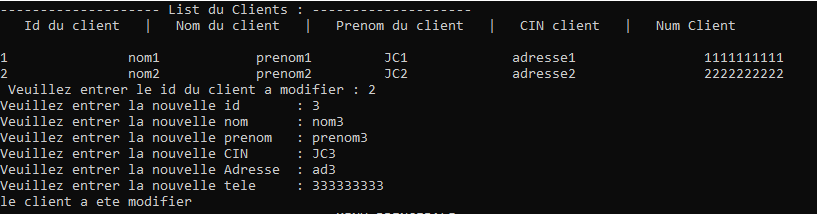 -------------------- List du Clients : --------------------
Id du client | Nom du client | Prenom du client | CIN client | Num Client
1 nom1 prenom1 JC1 adresse1 1111111111
2 nom2 prenom2 JC2 adresse2 2222222222
Veuillez entrer le id du client a modifier : 2
Veuillez entrer la nouvelle id : 3
Veuillez entrer la nouvelle nom : nom3
Veuillez entrer la nouvelle prenom : prenom3
Veuillez entrer la nouvelle CIN : JC3
Veuillez entrer la nouvelle Adresse : ad3
Veuillez entrer la nouvelle tele : 333333333
le client a ete modifier